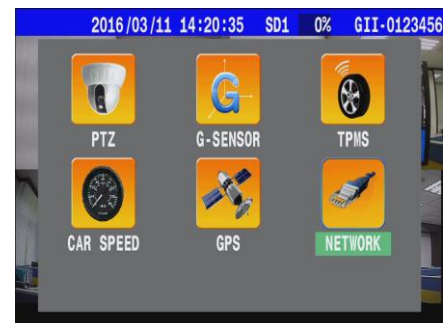 2016/03/11 14:20:35 SD1 0% GII-0123456
PTZ G-SENSOR TPMS
CAR SPEED GPS NETWORK